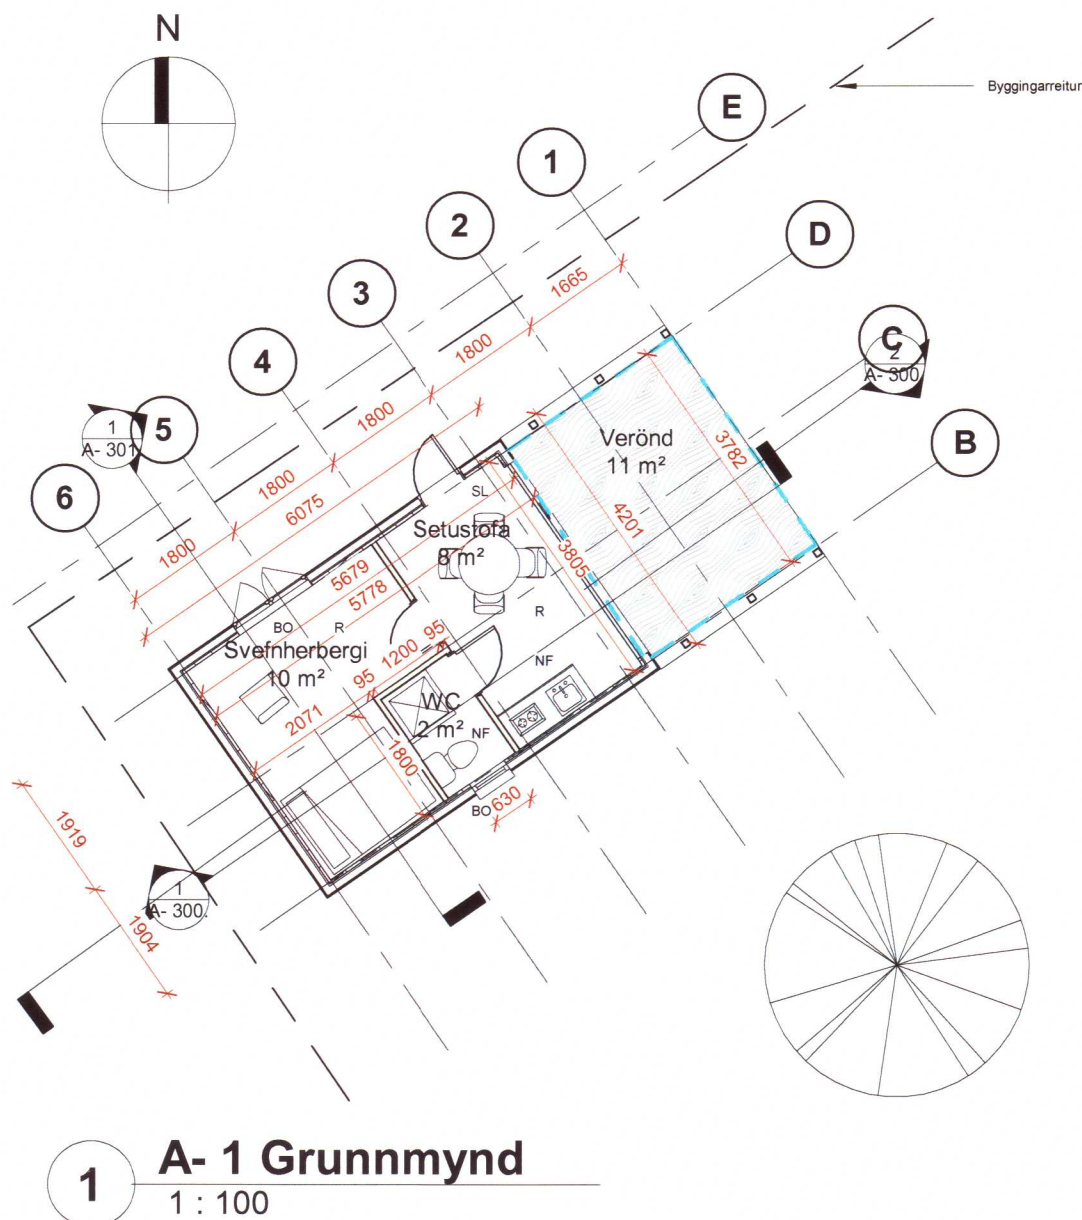 N
Byggingarreitur
E
1
2
D
3
1665
4
1800
C
2
A- 300
1
A- 301
5
1800
Verönd
11 m²
3782
B
6
1800
SL
4201
6075
Setustofa
8 m²
3805
1800
5679
5778
BO
R
R
Svefnherbergi
10 m²
95
1200
95
NF
WC
2 m²
NF
2071
1800
BO
630
1919
1
A- 300.
1904
1
A- 1 Grunnmynd
1 : 100